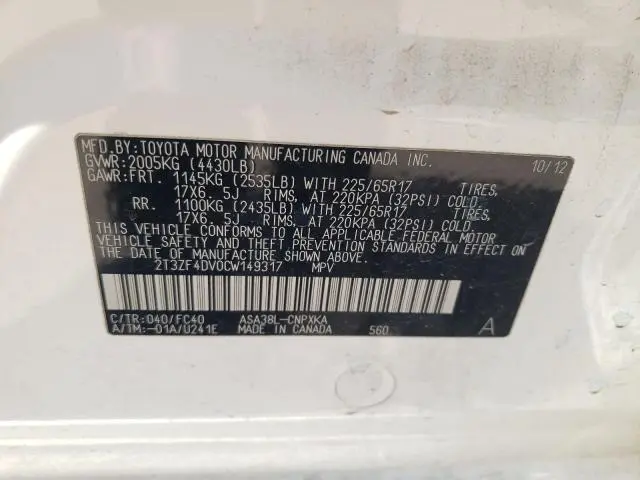 MFD.BY:TOYOTA MOTOR MANUFACTURING CANADA INC. 10/12
GVWR:2005KG (4430LB)
GAWR:FRT. 1145KG (2535LB) WITH 225/65R17 TIRES,
17X6. 5J RIMS, AT 220KPA (32PSI) COLD.
RR. 1100KG (2435LB) WITH 225/65R17 TIRES,
17X6. 5J RIMS, AT 220KPA (32PSI) COLD.
THIS VEHICLE CONFORMS TO ALL APPLICABLE FEDERAL MOTOR
VEHICLE SAFETY AND THEFT PREVENTION STANDARDS IN EFFECT
ON THE DATE OF MANUFACTURE SHOWN ABOVE.
2T3ZF4DV0CW149317 MPV
C/TR:040/FC40 ASA38L-CNPXKA
A/TM:-01A/U241E MADE IN CANADA 560 A